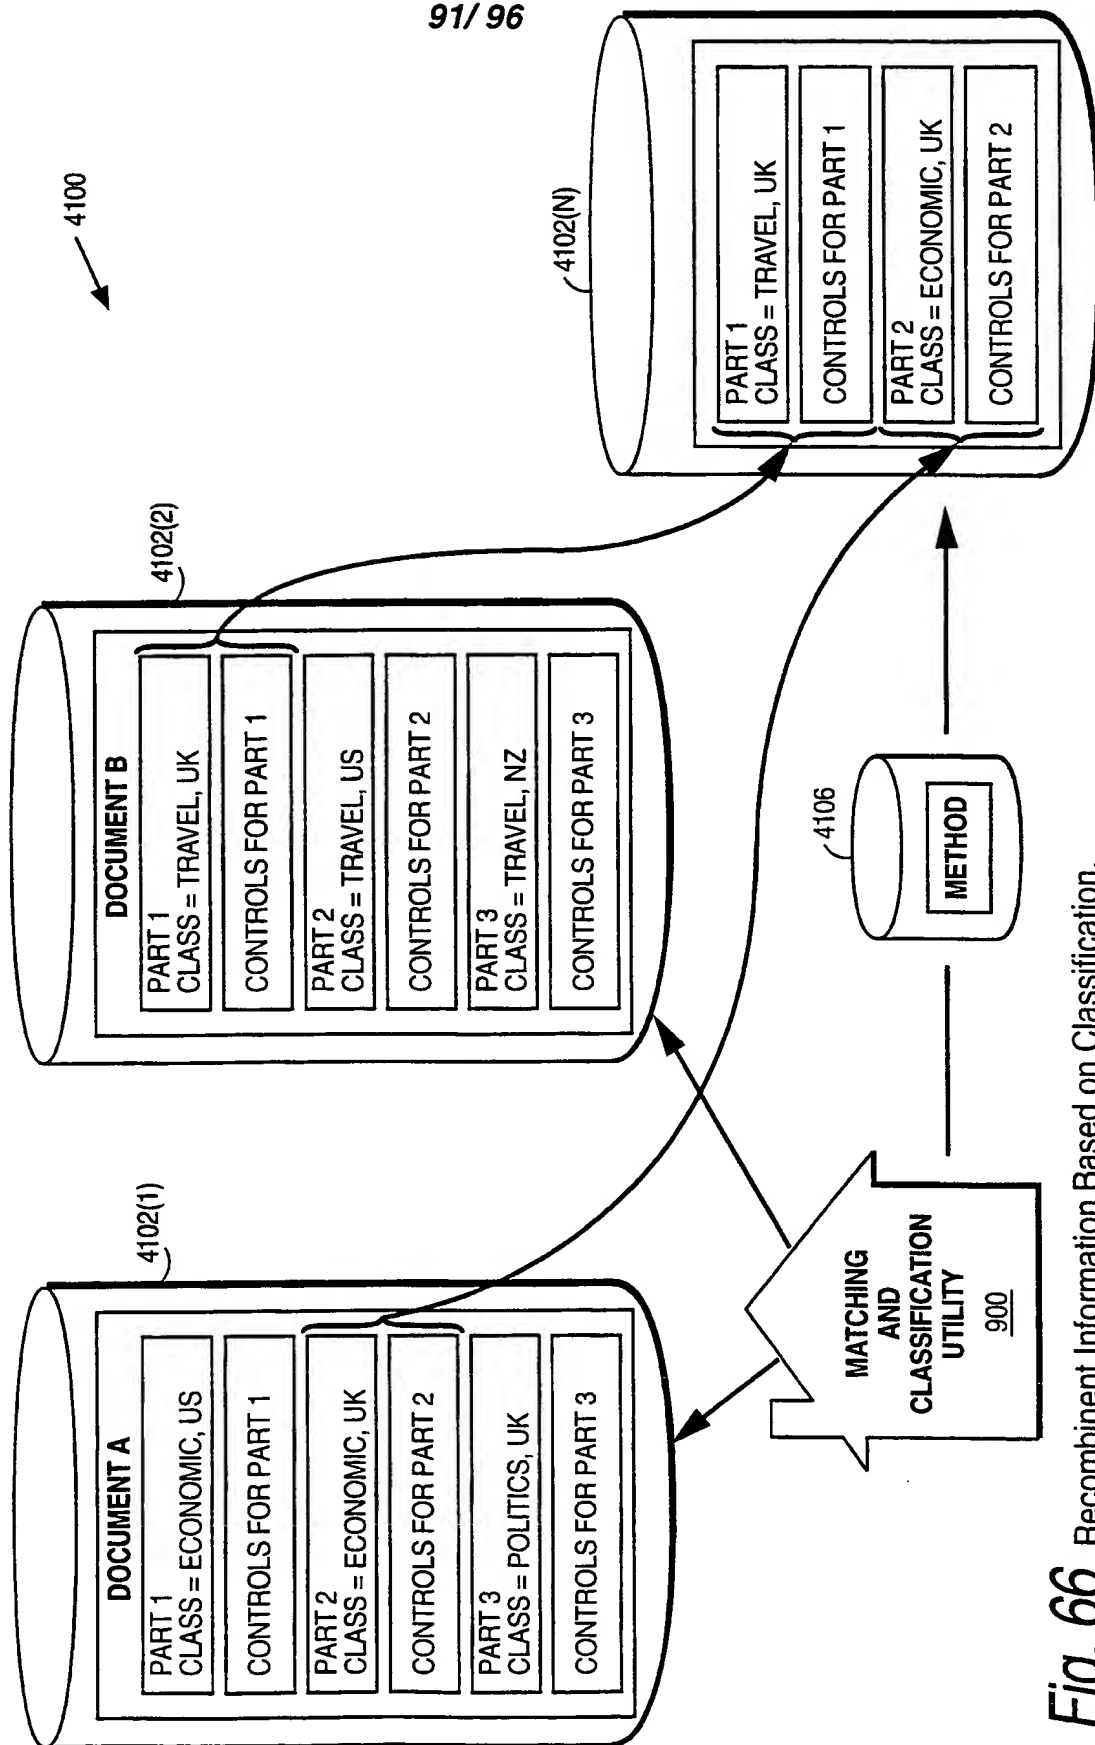 91/ 96
4100
4102(1)
DOCUMENT A
PART 1
CLASS = ECONOMIC, US
CONTROLS FOR PART 1
PART 2
CLASS = ECONOMIC, UK
CONTROLS FOR PART 2
PART 3
CLASS = POLITICS, UK
CONTROLS FOR PART 3
4102(2)
DOCUMENT B
PART 1
CLASS = TRAVEL, UK
CONTROLS FOR PART 1
PART 2
CLASS = TRAVEL, US
CONTROLS FOR PART 2
PART 3
CLASS = TRAVEL, NZ
CONTROLS FOR PART 3
4102(N)
PART 1
CLASS = TRAVEL, UK
CONTROLS FOR PART 1
PART 2
CLASS = ECONOMIC, UK
CONTROLS FOR PART 2
MATCHING
AND
CLASSIFICATION
UTILITY
900
4106
METHOD
Fig. 66 Recombinent Information Based on Classification.